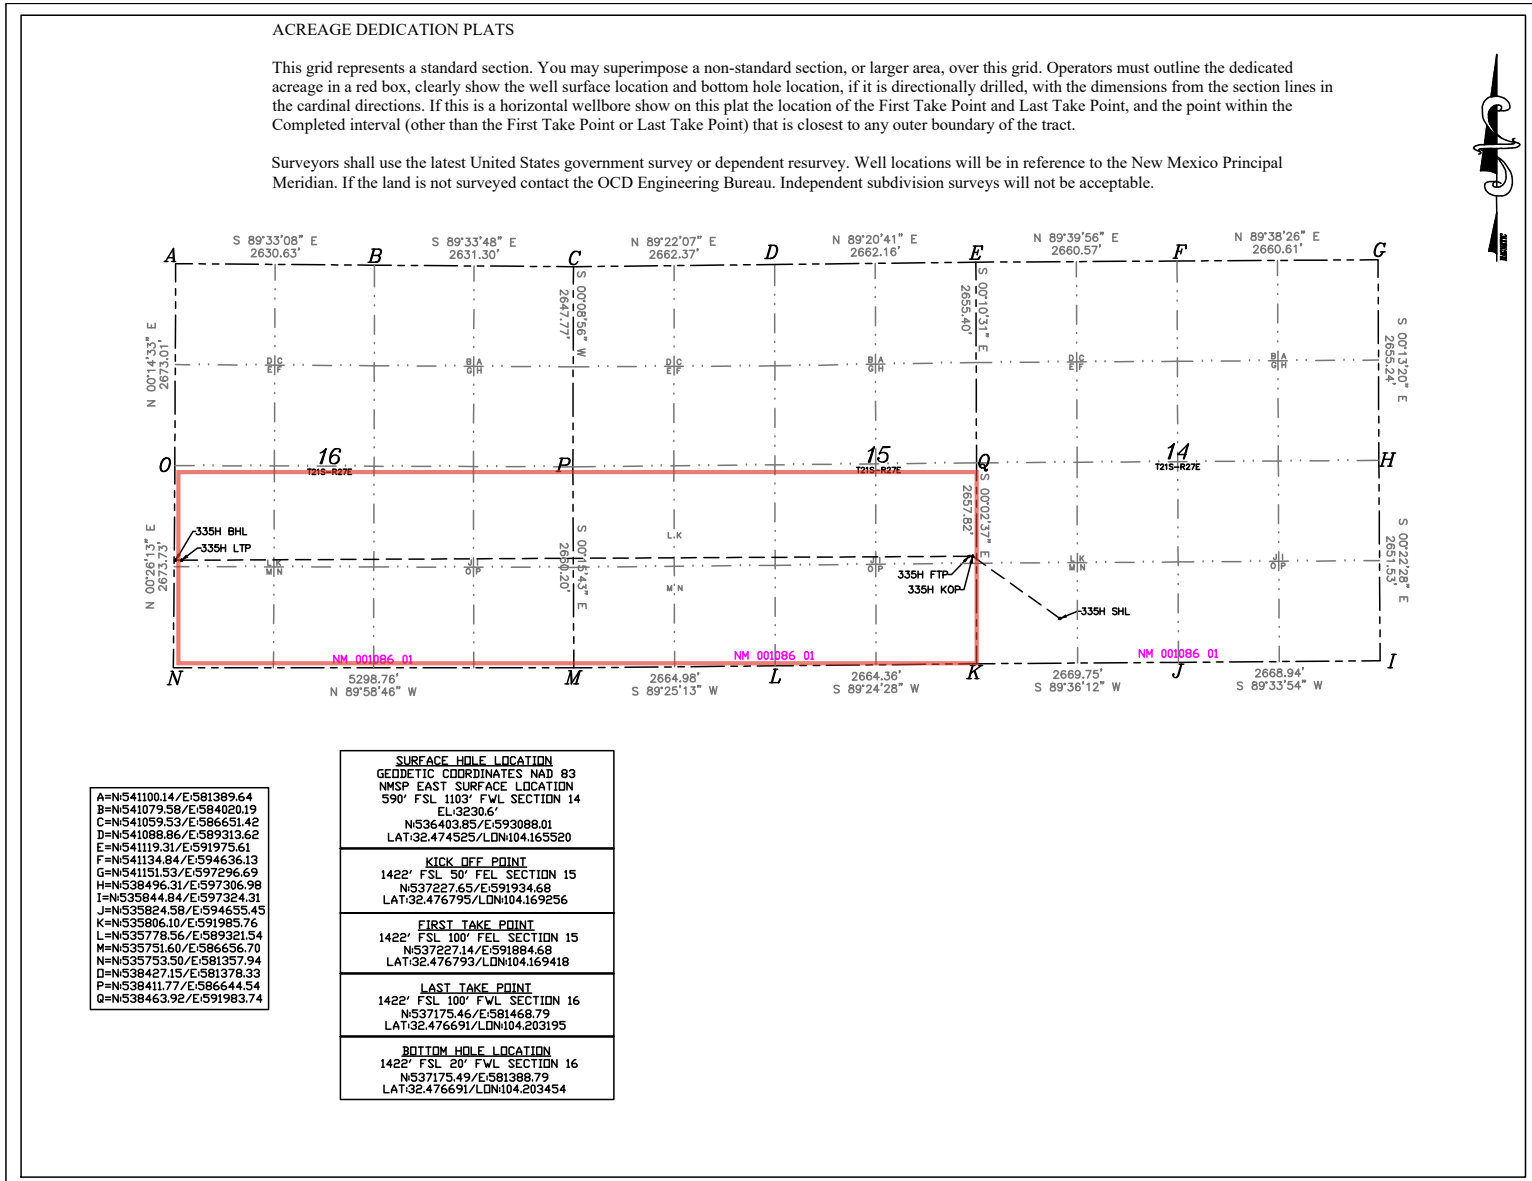 ACREAGE DEDICATION PLATS
This grid represents a standard section. You may superimpose a non-standard section, or larger area, over this grid. Operators must outline the dedicated
acreage in a red box, clearly show the well surface location and bottom hole location, if it is directionally drilled, with the dimensions from the section lines in
the cardinal directions. If this is a horizontal wellbore show on this plat the location of the First Take Point and Last Take Point, and the point within the
Completed interval (other than the First Take Point or Last Take Point) that is closest to any outer boundary of the tract.
Surveyors shall use the latest United States government survey or dependent resurvey. Well locations will be in reference to the New Mexico Principal
Meridian. If the land is not surveyed contact the OCD Engineering Bureau. Independent subdivision surveys will not be acceptable.
S 89°33'08" E
2630.63'
S 89°33'48" E
2631.30'
N 89°22'07" E
2662.37'
N 89°20'41" E
2662.16'
N 89°39'56" E
2660.57'
N 89°38'26" E
2660.61'
A
B
C
D
E
F
G
N 00°14'33" E
2673.01'
S 00°08'56" W
2647.77'
S 00°10'31" E
2655.40'
S 00°13'20" E
2655.24'
D C
E F
B A
G H
D C
E F
B A
G H
D C
E F
B A
G H
O
16
T21S-R27E
P
15
T21S-R27E
Q
14
T21S-R27E
H
N 00°26'13" E
2673.73'
S 00°15'43" E
2660.20'
S 00°02'37" E
2657.82'
S 00°22'28" E
2651.53'
335H BHL
335H LTP
L K
M N
J I
O P
L K
M N
J I
O P
L K
M N
J I
O P
335H FTP
335H KOP
335H SHL
NM 001086 01
NM 001086 01
NM 001086 01
N
M
L
K
J
I
5298.76'
N 89°58'46" W
2664.98'
S 89°25'13" W
2664.36'
S 89°24'28" W
2669.75'
S 89°36'12" W
2668.94'
S 89°33'54" W
A=N:541100.14/E:581389.64
B=N:541079.58/E:584020.19
C=N:541059.53/E:586651.42
D=N:541088.86/E:589313.62
E=N:541119.31/E:591975.61
F=N:541134.84/E:594636.13
G=N:541151.53/E:597296.69
H=N:538496.31/E:597306.98
I=N:535844.84/E:597324.31
J=N:535824.58/E:594655.45
K=N:535806.10/E:591985.76
L=N:535778.56/E:589321.54
M=N:535751.60/E:586656.70
N=N:535753.50/E:581357.94
O=N:538427.15/E:581378.33
P=N:538411.77/E:586644.54
Q=N:538463.92/E:591983.74
SURFACE HOLE LOCATION
GEODETIC COORDINATES NAD 83
NMSP EAST SURFACE LOCATION
590' FSL 1103' FWL SECTION 14
EL:3230.6'
N:536403.85/E:593088.01
LAT:32.474525/LON:104.165520
KICK OFF POINT
1422' FSL 50' FEL SECTION 15
N:537227.65/E:591934.68
LAT:32.476795/LON:104.169256
FIRST TAKE POINT
1422' FSL 100' FEL SECTION 15
N:537227.14/E:591884.68
LAT:32.476793/LON:104.169418
LAST TAKE POINT
1422' FSL 100' FWL SECTION 16
N:537175.46/E:581468.79
LAT:32.476691/LON:104.203195
BOTTOM HOLE LOCATION
1422' FSL 20' FWL SECTION 16
N:537175.49/E:581388.79
LAT:32.476691/LON:104.203454